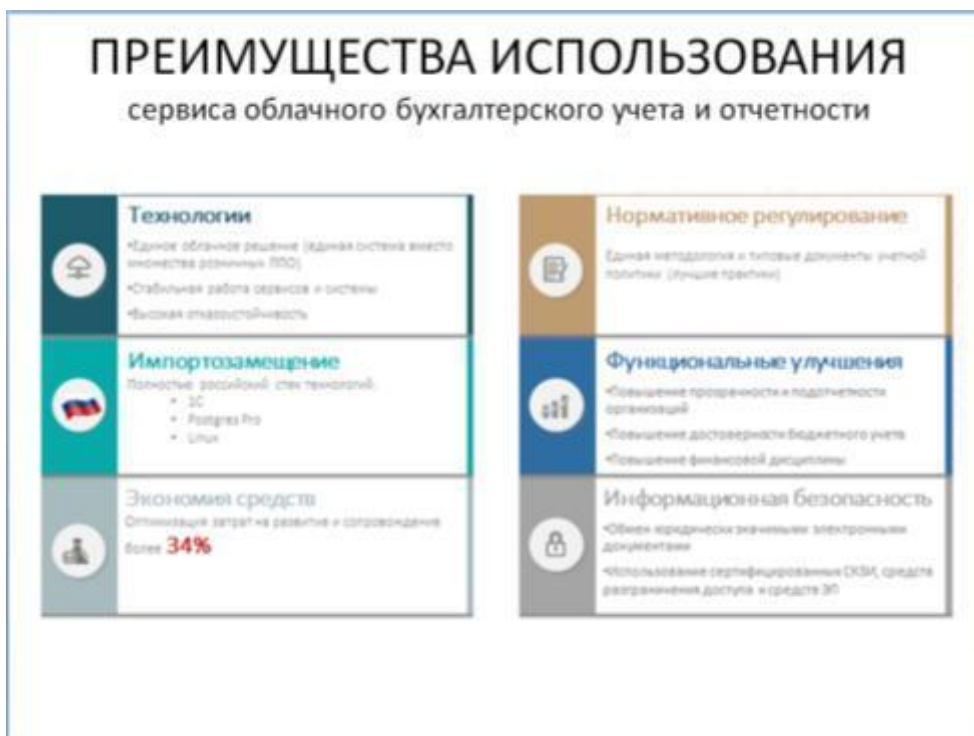 ПРЕИМУЩЕСТВА ИСПОЛЬЗОВАНИЯ
сервиса облачного бухгалтерского учета и отчетности
Технологии
•Единое облачное решение (единая система вместо
множества розничных ППО)
•Стабильная работа сервисов и системы
•Высокая отказоустойчивость
Импортозамещение
Полностью российский стек технологий:
• 1С
• Postgres Pro
• Linux
Экономия средств
Оптимизация затрат на развитие и сопровождение
более 34%
Нормативное регулирование
Единая методология и типовые документы учетной
политики (лучшие практики)
Функциональные улучшения
•Повышение прозрачности и подотчетности
организаций
•Повышение достоверности бюджетного учета
•Повышение финансовой дисциплины
Информационная безопасность
•Обмен юридически значимыми электронными
документами
•Использование сертифицированных СКЗИ, средств
разграничения доступа и средств ЭП